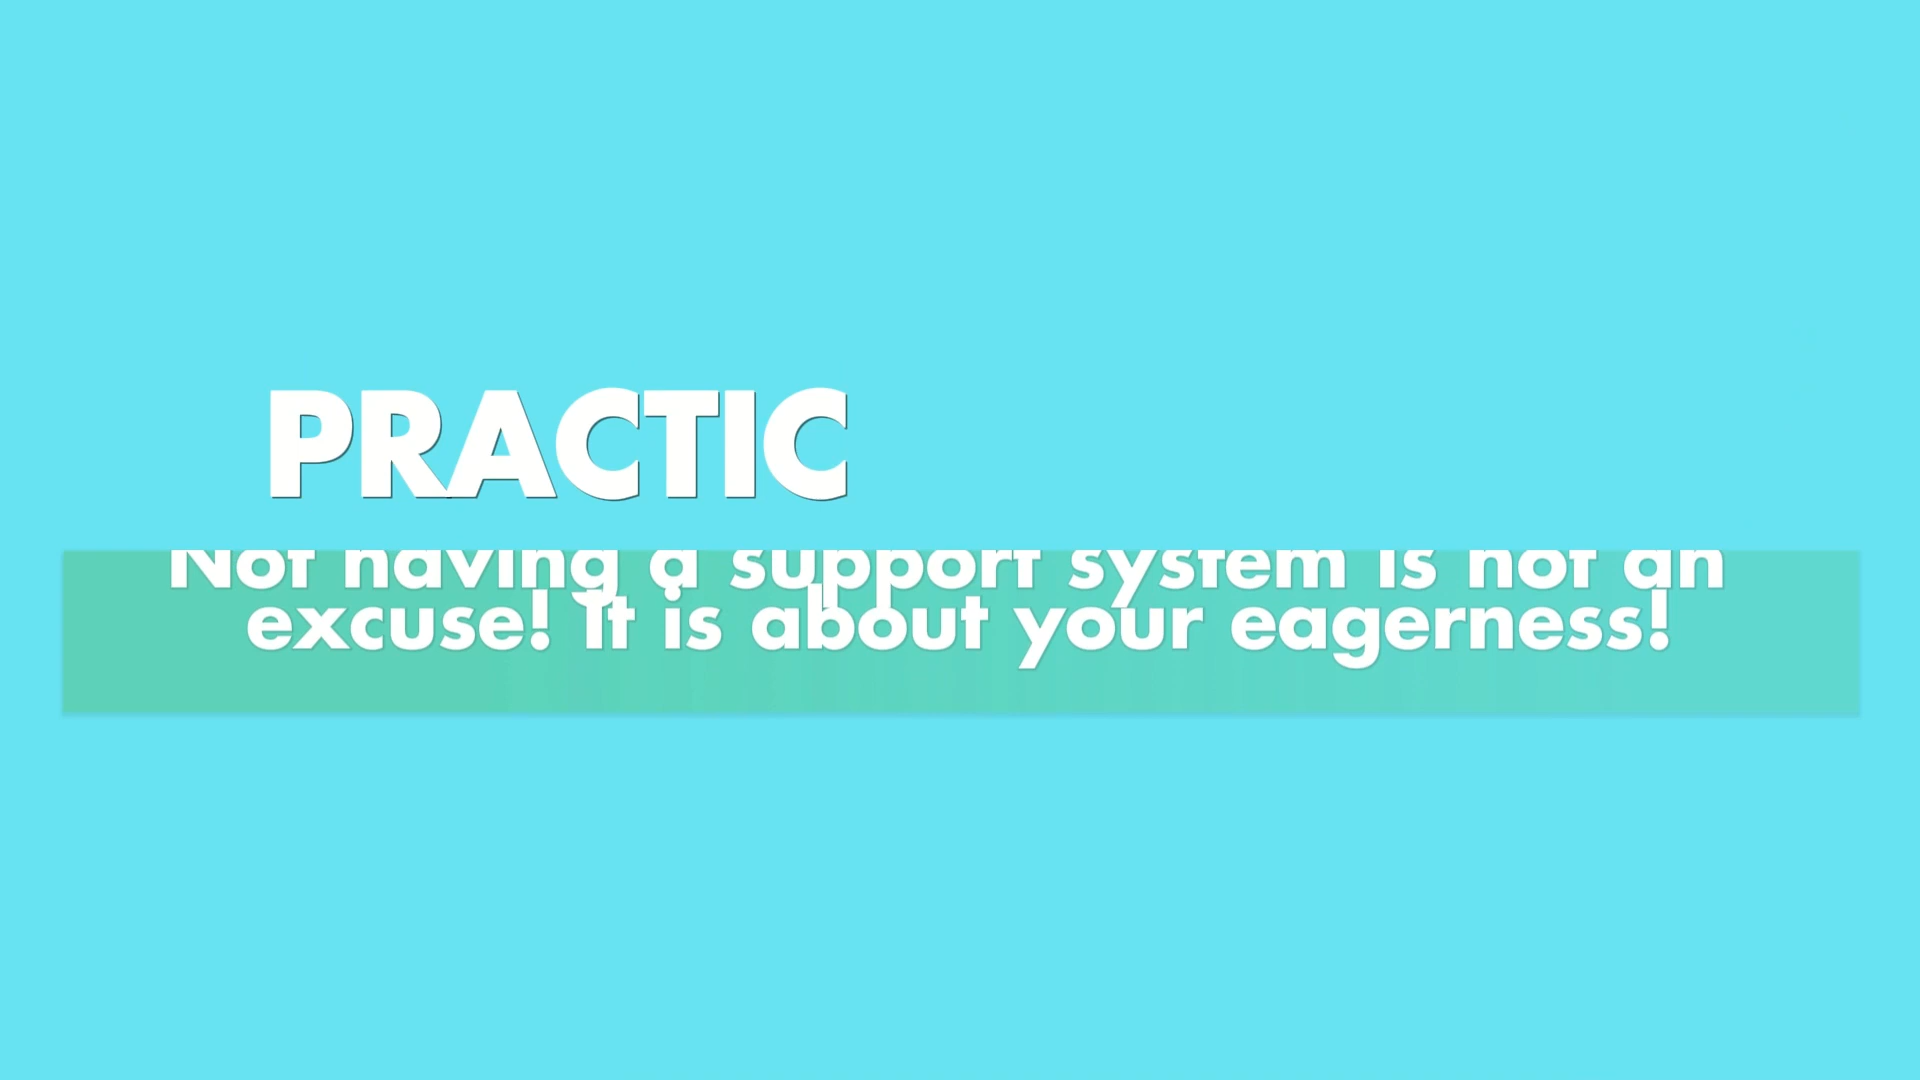 PRACTIC
Not having a support system is not an
excuse! It is about your eagerness!